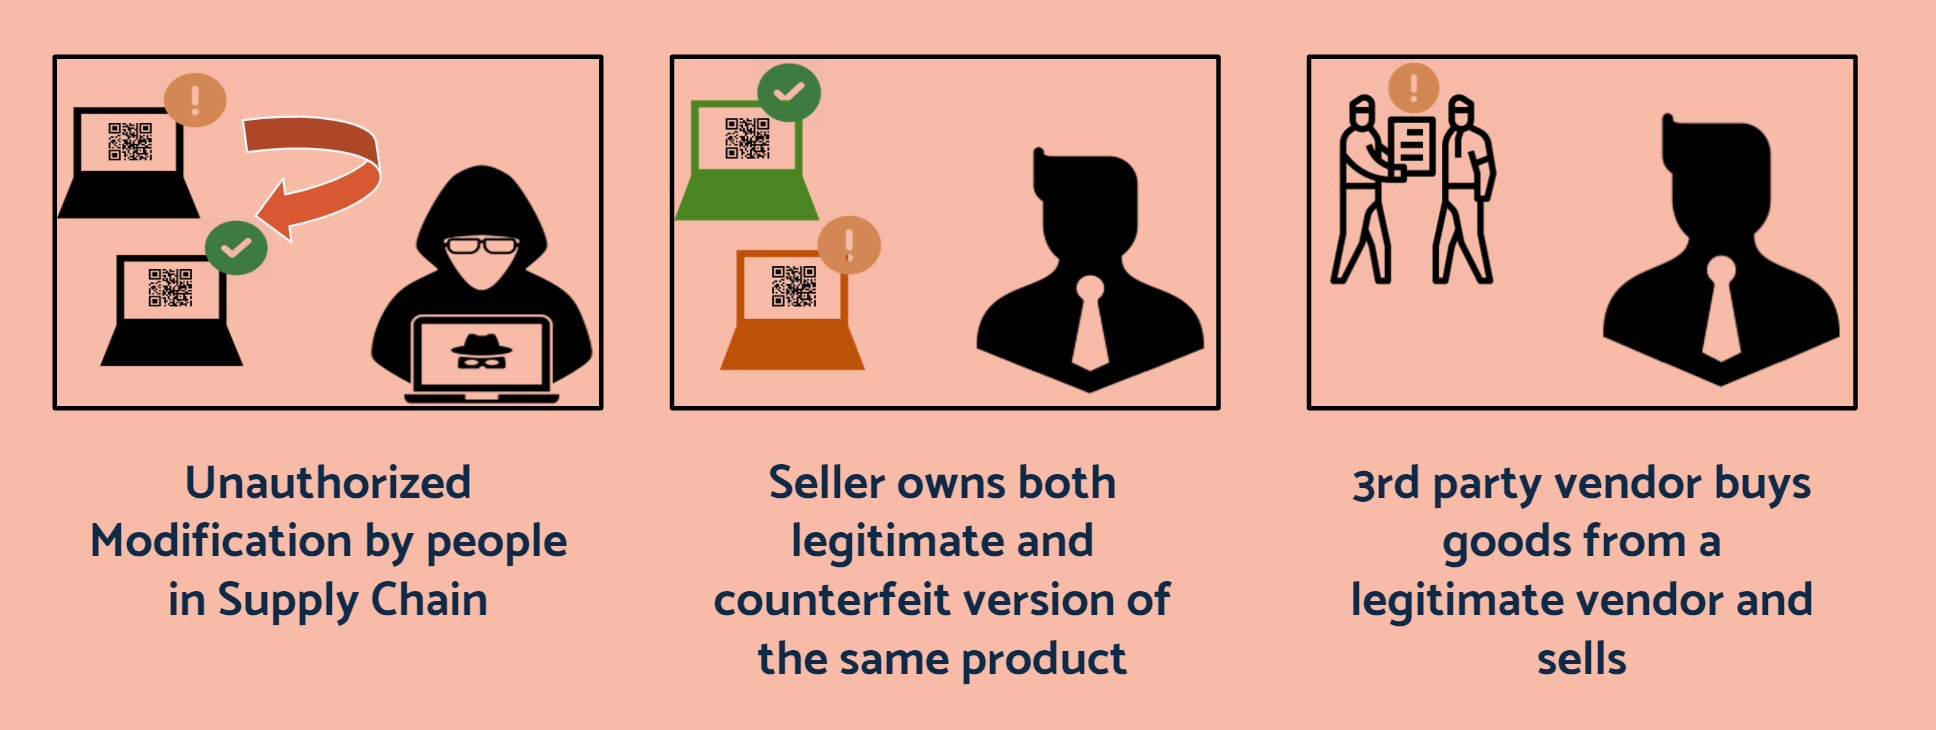 Unauthorized
Modification by people
in Supply Chain
Seller owns both
legitimate and
counterfeit version of
the same product
3rd party vendor buys
goods from a
legitimate vendor and
sells